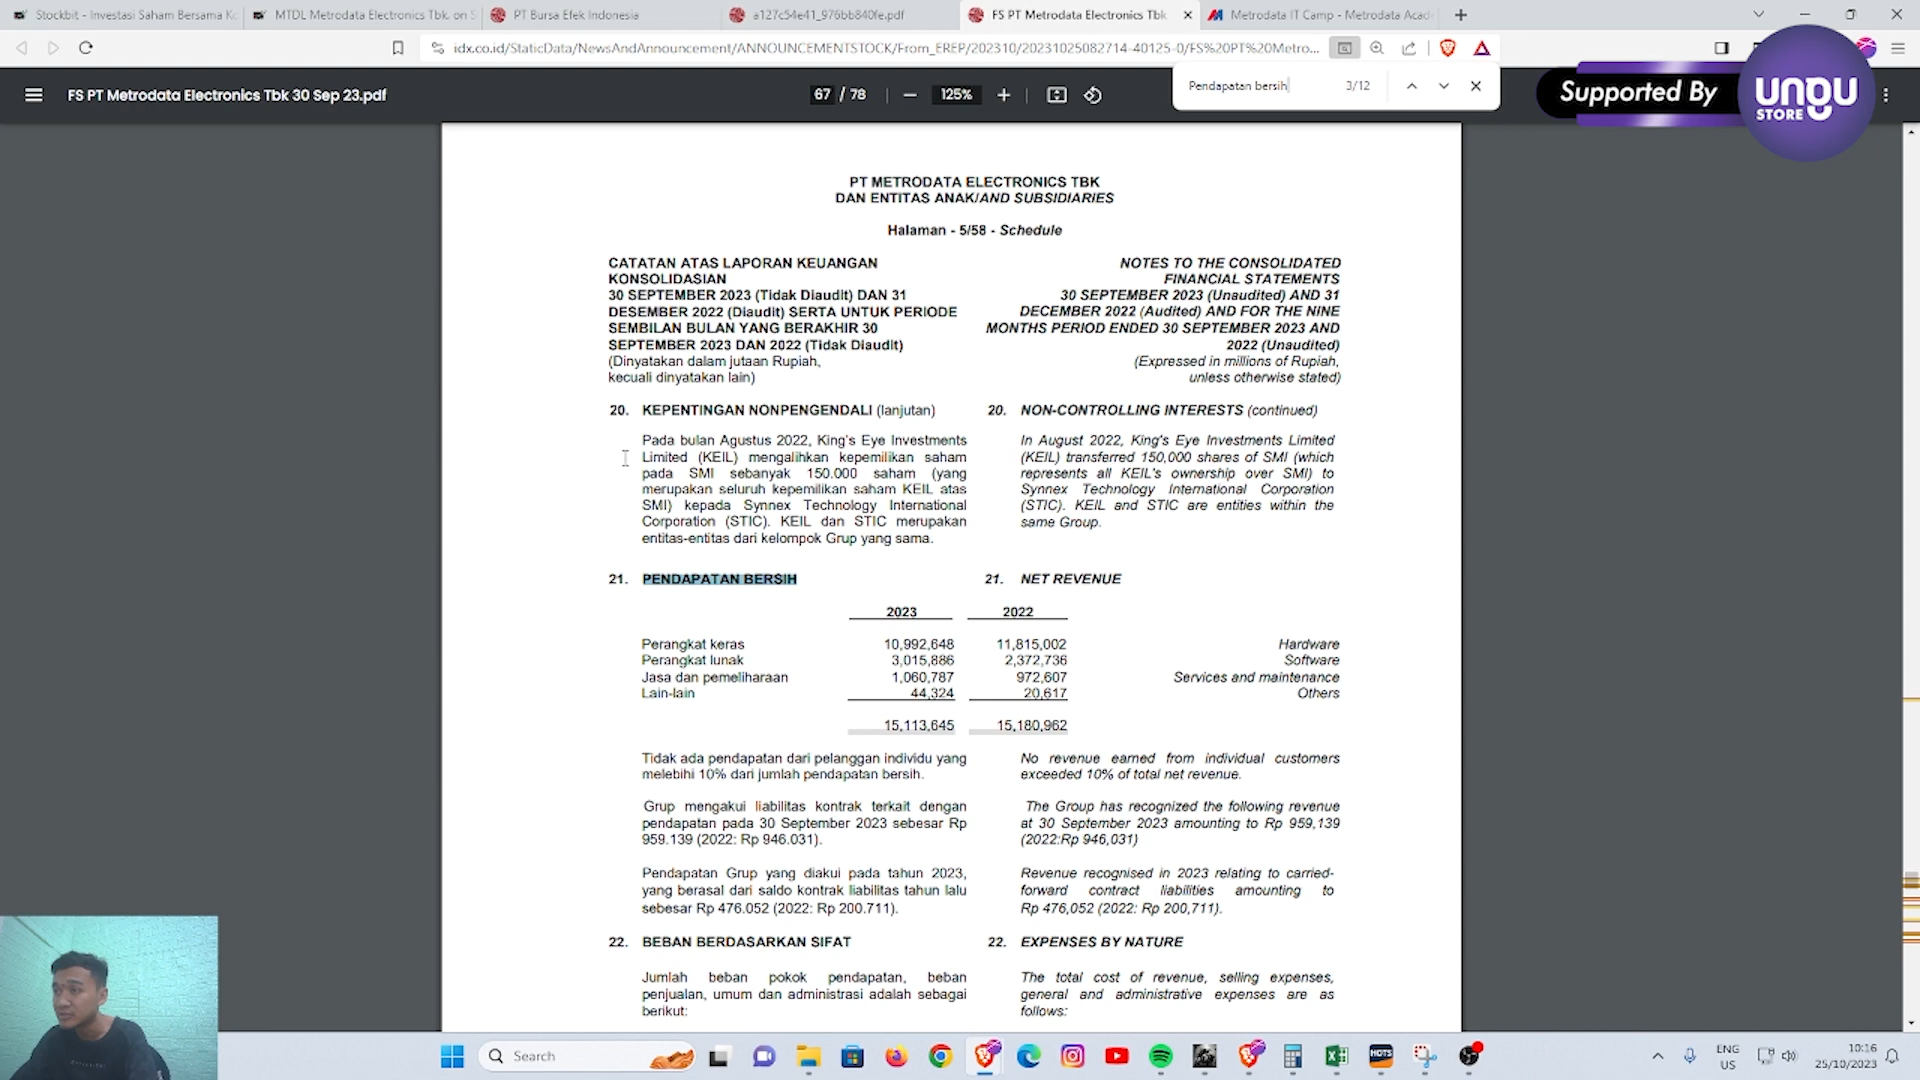 Stockbit - Investasi Saham Bersama Ko
MTDL Metrodata Electronics Tbk. on S
PT Bursa Efek Indonesia
a127c54e41_976bb840fe.pdf
FS PT Metrodata Electronics Tbk
Metrodata IT Camp - Metrodata Acad
idx.co.id/StaticData/NewsAndAnnouncement/ANNOUNCEMENTSTOCK/From_EREP/202310/20231025082714-40125-0/FS%20PT%20Metro...
Pendapatan bersih
3/12
Supported By
UNGU
STORE
FS PT Metrodata Electronics Tbk 30 Sep 23.pdf
67 / 78
125%
PT METRODATA ELECTRONICS TBK
DAN ENTITAS ANAK/AND SUBSIDIARIES
Halaman - 5/58 - Schedule
CATATAN ATAS LAPORAN KEUANGAN
KONSOLIDASIAN
30 SEPTEMBER 2023 (Tidak Diaudit) DAN 31
DESEMBER 2022 (Diaudit) SERTA UNTUK PERIODE
SEMBILAN BULAN YANG BERAKHIR 30
SEPTEMBER 2023 DAN 2022 (Tidak Diaudit)
(Dinyatakan dalam jutaan Rupiah,
kecuali dinyatakan lain)
NOTES TO THE CONSOLIDATED
FINANCIAL STATEMENTS
30 SEPTEMBER 2023 (Unaudited) AND 31
DECEMBER 2022 (Audited) AND FOR THE NINE
MONTHS PERIOD ENDED 30 SEPTEMBER 2023 AND
2022 (Unaudited)
(Expressed in millions of Rupiah,
unless otherwise stated)
20. KEPENTINGAN NONPENGENDALI (lanjutan)
Pada bulan Agustus 2022, King's Eye Investments
Limited (KEIL) mengalihkan kepemilikan saham
pada SMI sebanyak 150.000 saham (yang
merupakan seluruh kepemilikan saham KEIL atas
SMI) kepada Synnex Technology International
Corporation (STIC). KEIL dan STIC merupakan
entitas-entitas dari kelompok Grup yang sama.
20. NON-CONTROLLING INTERESTS (continued)
In August 2022, King's Eye Investments Limited
(KEIL) transferred 150,000 shares of SMI (which
represents all KEIL's ownership over SMI) to
Synnex Technology International Corporation
(STIC). KEIL and STIC are entities within the
same Group.
21. PENDAPATAN BERSIH
21. NET REVENUE
2023 2022
Perangkat keras 10,992,648 11,815,002 Hardware
Perangkat lunak 3,015,886 2,372,736 Software
Jasa dan pemeliharaan 1,060,787 972,607 Services and maintenance
Lain-lain 44,324 20,617 Others
15,113,645 15,180,962
Tidak ada pendapatan dari pelanggan individu yang
melebihi 10% dari jumlah pendapatan bersih.
No revenue earned from individual customers
exceeded 10% of total net revenue.
Grup mengakui liabilitas kontrak terkait dengan
pendapatan pada 30 September 2023 sebesar Rp
959.139 (2022: Rp 946.031).
The Group has recognized the following revenue
at 30 September 2023 amounting to Rp 959,139
(2022:Rp 946,031)
Pendapatan Grup yang diakui pada tahun 2023,
yang berasal dari saldo kontrak liabilitas tahun lalu
sebesar Rp 476.052 (2022: Rp 200.711).
Revenue recognised in 2023 relating to carried-
forward contract liabilities amounting to
Rp 476,052 (2022: Rp 200,711).
22. BEBAN BERDASARKAN SIFAT
22. EXPENSES BY NATURE
Jumlah beban pokok pendapatan, beban
penjualan, umum dan administrasi adalah sebagai
berikut:
The total cost of revenue, selling expenses,
general and administrative expenses are as
follows:
Search
HOTS
ENG
US
10:16
25/10/2023